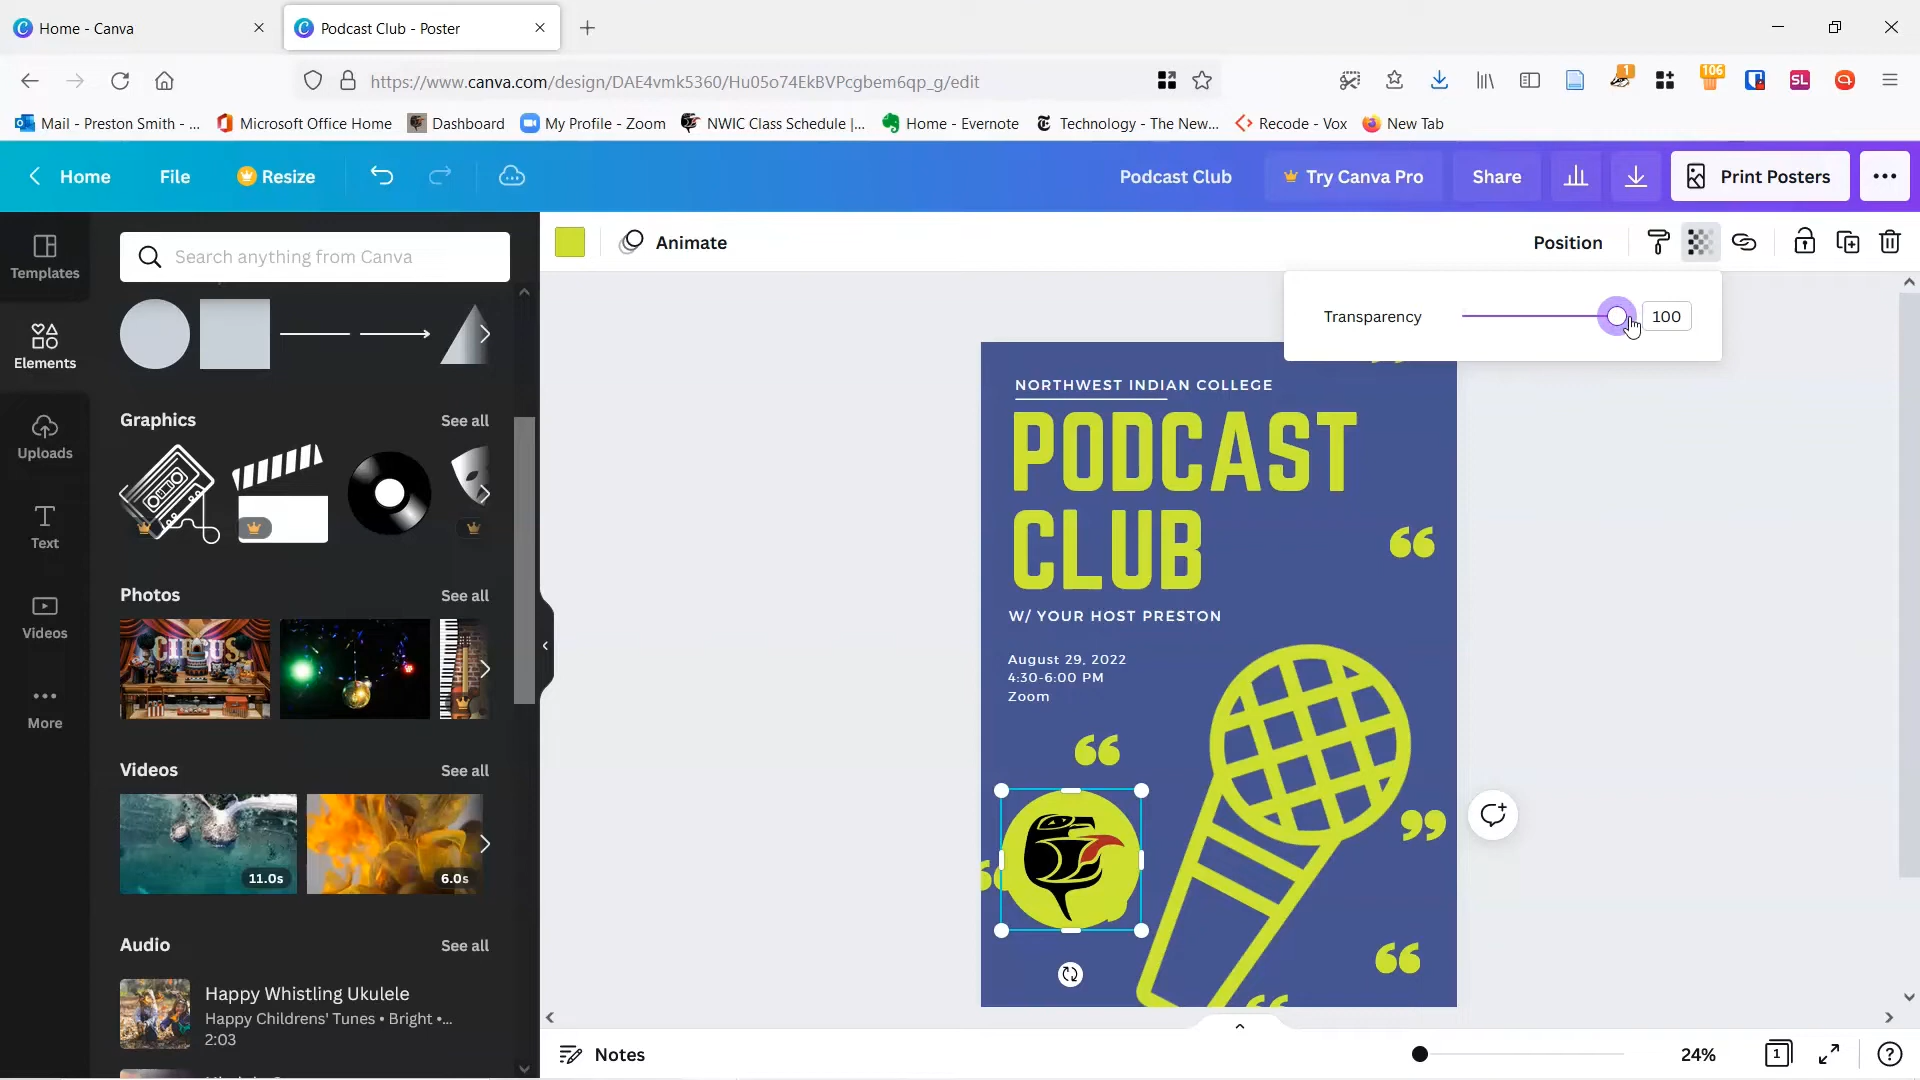 Home - Canva
Podcast Club - Poster
https://www.canva.com/design/DAE4vmk5360/Hu05o74EkBVPcgbem6qp_g/edit
1
106
SL
Mail - Preston Smith - ...
Microsoft Office Home
Dashboard
My Profile - Zoom
NWIC Class Schedule |...
Home - Evernote
Technology - The New...
Recode - Vox
New Tab
Home
File
Resize
Podcast Club
Try Canva Pro
Share
Print Posters
Templates
Elements
Uploads
Text
Videos
More
Search anything from Canva
Graphics
See all
Photos
See all
CIRCUS
Videos
See all
11.0s
6.0s
Audio
See all
Happy Whistling Ukulele
Happy Childrens' Tunes • Bright •...
2:03
Animate
Position
Transparency
100
NORTHWEST INDIAN COLLEGE
PODCAST
CLUB
W/ YOUR HOST PRESTON
August 29, 2022
4:30-6:00 PM
Zoom
Notes
24%
1